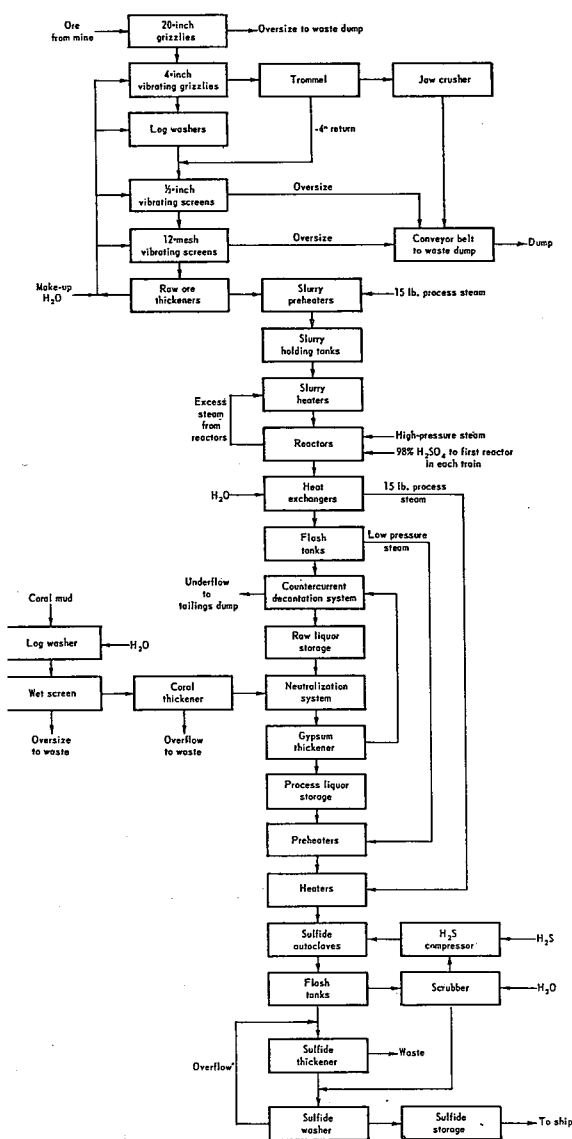 Ore
from mine
20-inch
grizzlies
Oversize to waste dump
4-inch
vibrating grizzlies
Trommel
Jaw crusher
Log washers
-4" return
½-inch
vibrating screens
Oversize
12-mesh
vibrating screens
Oversize
Conveyor belt
to waste dump
Dump
Make-up
H₂O
Raw ore
thickeners
Slurry
preheaters
15 lb. process steam
Slurry
holding tanks
Slurry
heaters
Excess
steam
from
reactors
Reactors
High-pressure steam
98% H₂SO₄ to first reactor
in each train
H₂O
Heat
exchangers
15 lb. process
steam
Flash
tanks
Low pressure
steam
Underflow
to
tailings dump
Countercurrent
decantation system
Coral mud
Log washer
H₂O
Raw liquor
storage
Wet screen
Coral
thickener
Neutralization
system
Oversize
to waste
Overflow
to waste
Gypsum
thickener
Process liquor
storage
Preheaters
Heaters
Sulfide
autoclaves
H₂S
compressor
H₂S
Flash
tanks
Scrubber
H₂O
Overflow
Sulfide
thickener
Waste
Sulfide
washer
Sulfide
storage
To ship